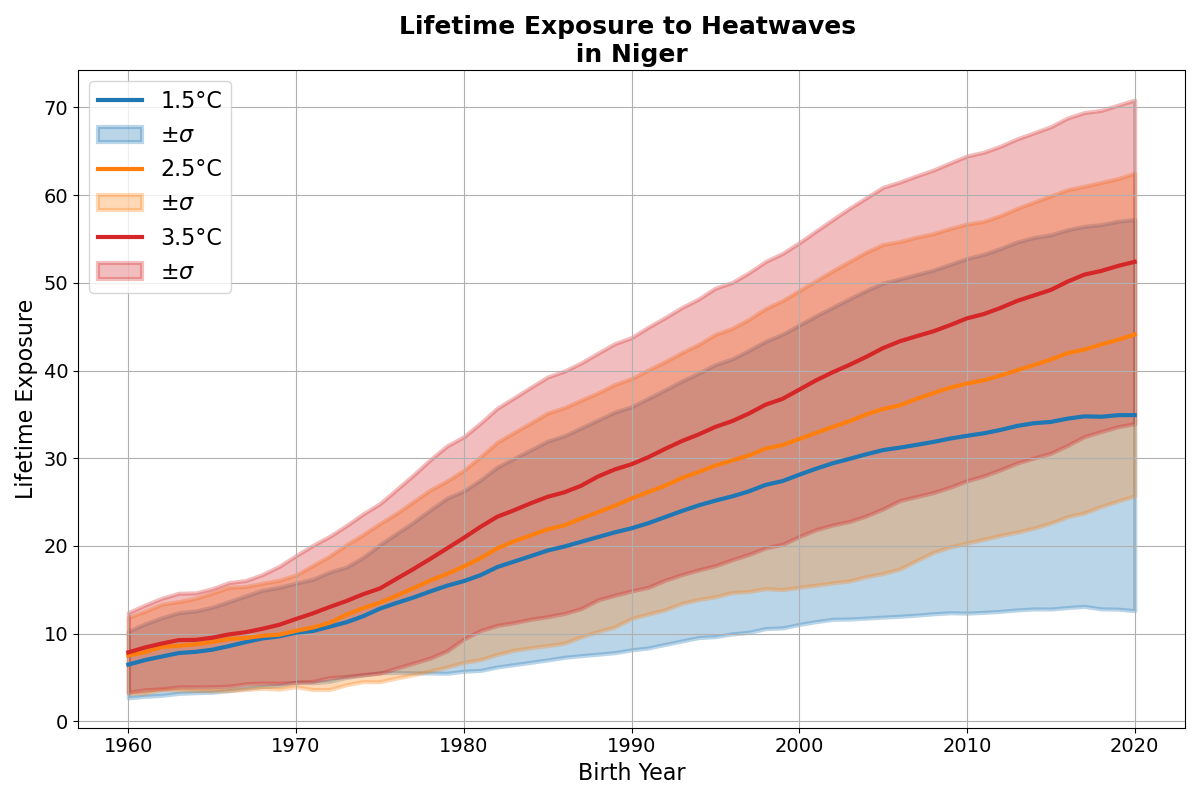 Lifetime Exposure to Heatwaves
in Niger
1.5°C
±σ
2.5°C
±σ
3.5°C
±σ
Lifetime Exposure
70
60
50
40
30
20
10
0
1960 1970 1980 1990 2000 2010 2020
Birth Year